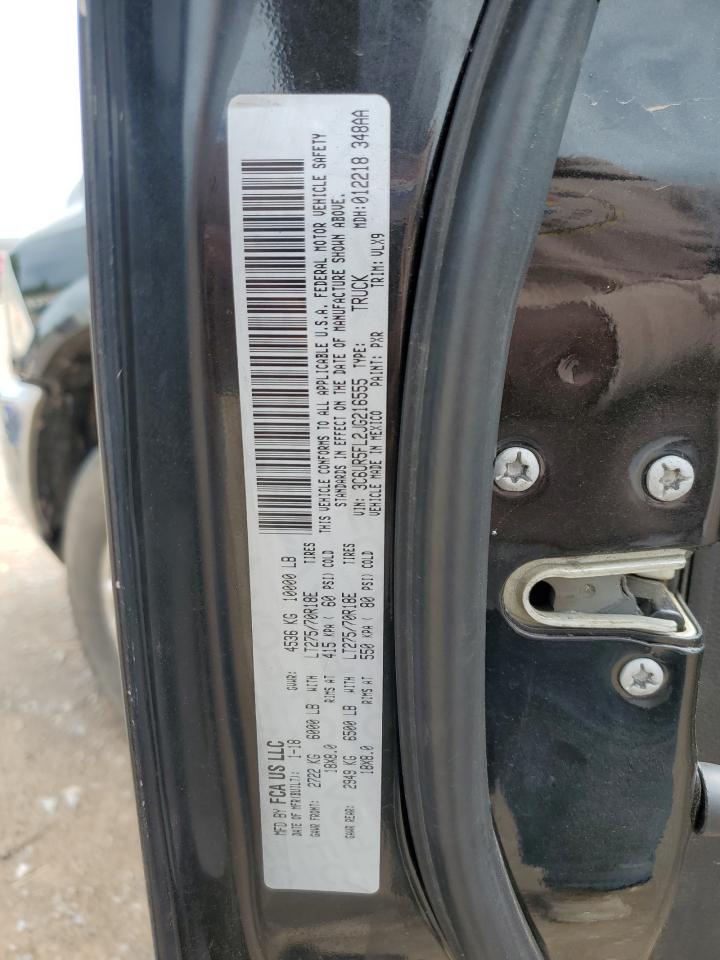 MFD BY FCA US LLC
DATE OF MFR(BUILT): 1-18 GVWR: 4536 KG 10000 LB
GAWR FRONT: 2722 KG 6000 LB WITH LT275/70R18E TIRES
18X8.0 RIMS AT 415 KPA( 60 PSI) COLD
GAWR REAR: 2949 KG 6500 LB WITH LT275/70R18E TIRES
18X8.0 RIMS AT 550 KPA( 80 PSI) COLD
THIS VEHICLE CONFORMS TO ALL APPLICABLE U.S.A. FEDERAL MOTOR VEHICLE SAFETY
STANDARDS IN EFFECT ON THE DATE OF MANUFACTURE SHOWN ABOVE.
VIN: 3C6UR5FL2JG216555 TYPE: TRUCK MDH:012218 348AA
VEHICLE MADE IN MEXICO PAINT: PXR TRIM: VLX9